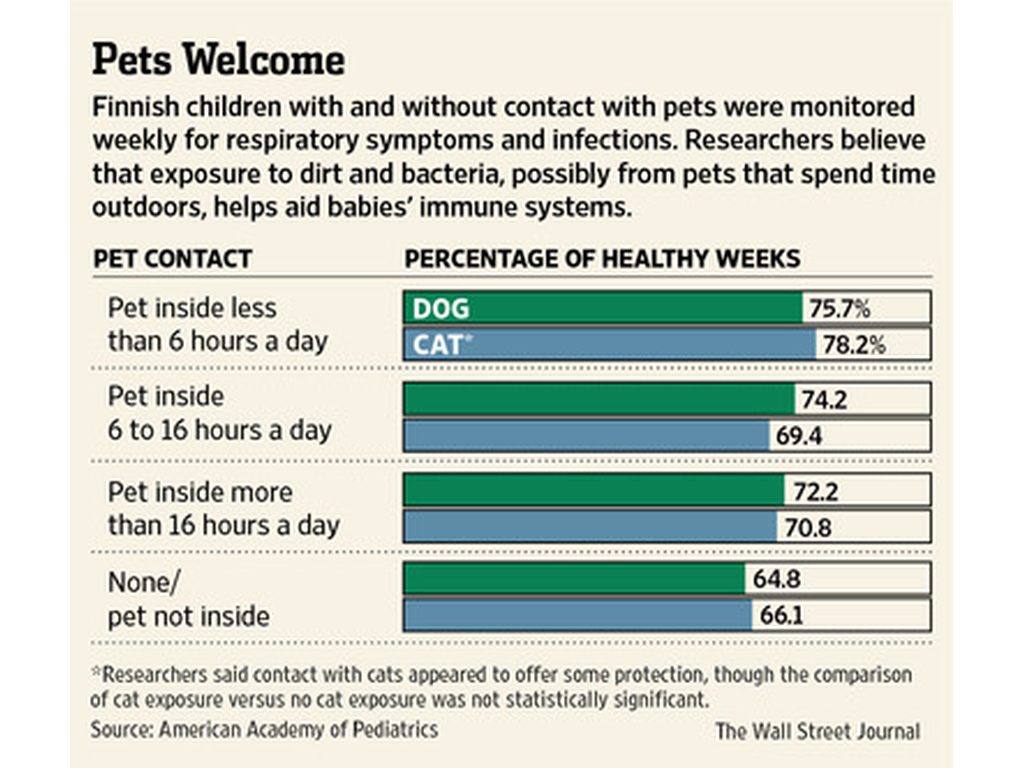 Pets Welcome
Finnish children with and without contact with pets were monitored
weekly for respiratory symptoms and infections. Researchers believe
that exposure to dirt and bacteria, possibly from pets that spend time
outdoors, helps aid babies' immune systems.
PET CONTACT PERCENTAGE OF HEALTHY WEEKS
Pet inside less
than 6 hours a day
DOG 75.7%
CAT* 78.2%
Pet inside
6 to 16 hours a day
74.2
69.4
Pet inside more
than 16 hours a day
72.2
70.8
None/
pet not inside
64.8
66.1
*Researchers said contact with cats appeared to offer some protection, though the comparison
of cat exposure versus no cat exposure was not statistically significant.
Source: American Academy of Pediatrics The Wall Street Journal